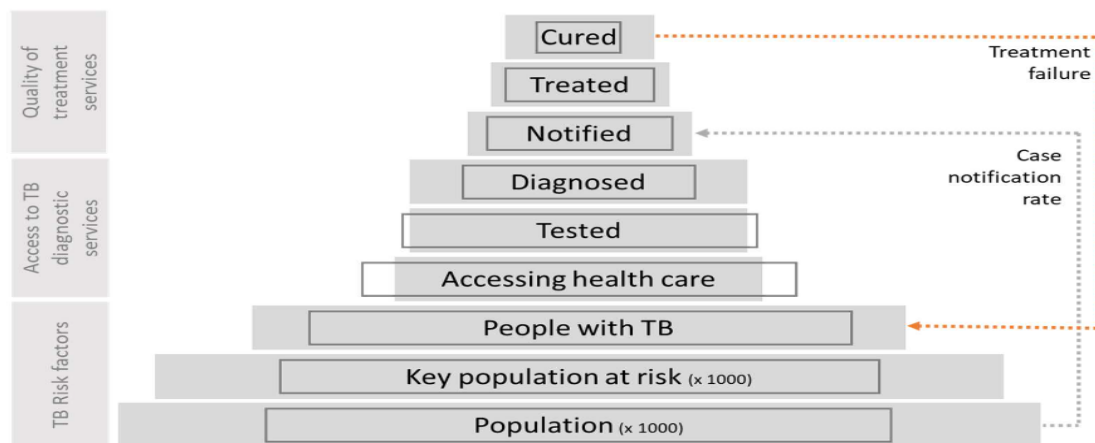 Quality of
treatment
services
Access to TB
diagnostic
services
TB Risk factors
Cured
Treated
Notified
Diagnosed
Tested
Accessing health care
People with TB
Key population at risk (x 1000)
Population (x 1000)
Treatment
failure
Case
notification
rate